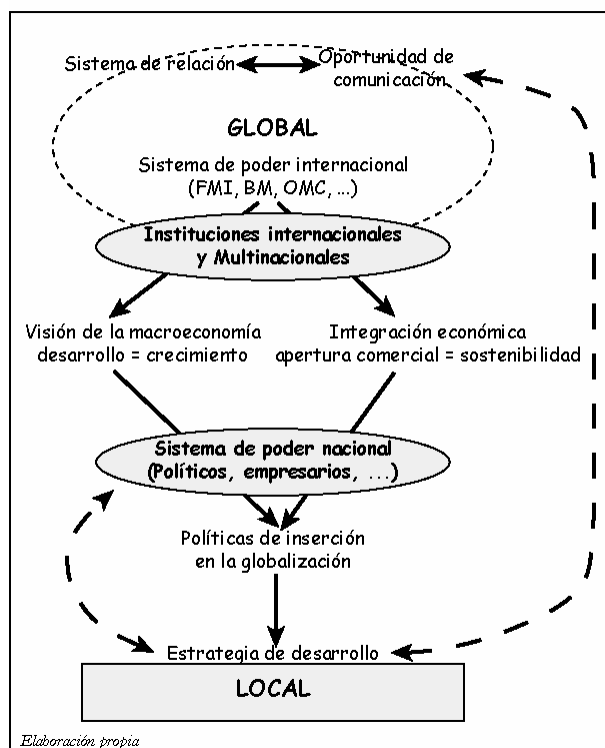 Sistema de relación
Oportunidad de
comunicación
GLOBAL
Sistema de poder internacional
(FMI, BM, OMC, ...)
Instituciones internacionales
y Multinacionales
Visión de la macroeconomía
desarrollo = crecimiento
Integración económica
apertura comercial = sostenibilidad
Sistema de poder nacional
(Políticos, empresarios, ...)
Políticas de inserción
en la globalización
Estrategia de desarrollo
LOCAL
Elaboración propia